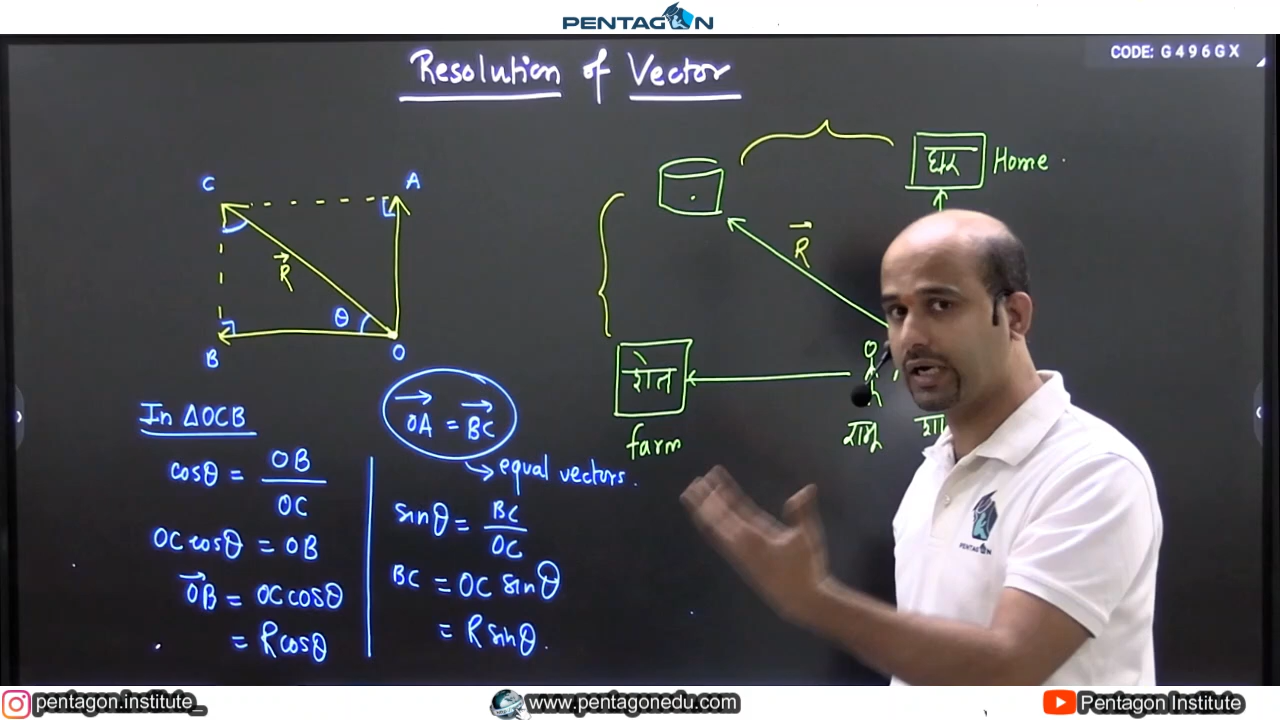 PENTAGON
CODE: G496GX
Resolution of Vector
C
A
R
θ
B
O
घर Home
R
शेत
farm
रामू
In ΔOCB
OA = BC
equal vectors.
cosθ = OB / OC
OC cosθ = OB
OB = OC cosθ
= R cosθ
sinθ = BC / OC
BC = OC sinθ
= R sinθ.
PENTAGON
pentagon.institute_
www.pentagonedu.com
Pentagon Institute